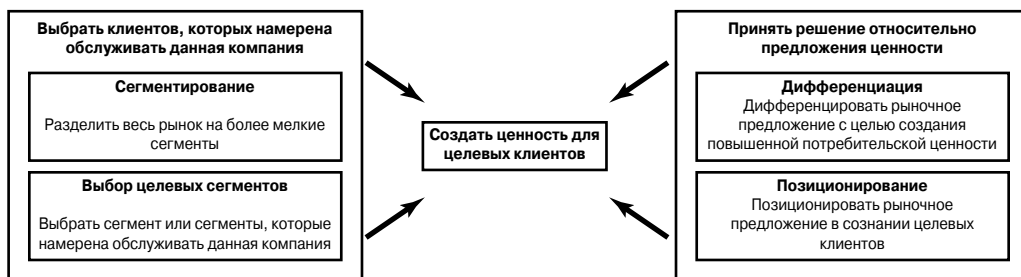 Выбрать клиентов, которых намерена
обслуживать данная компания
Сегментирование
Разделить весь рынок на более мелкие
сегменты
Выбор целевых сегментов
Выбрать сегмент или сегменты, которые
намерена обслуживать данная компания
Создать ценность для
целевых клиентов
Принять решение относительно
предложения ценности
Дифференциация
Дифференцировать рыночное
предложение с целью создания
повышенной потребительской ценности
Позиционирование
Позиционировать рыночное
предложение в сознании целевых
клиентов